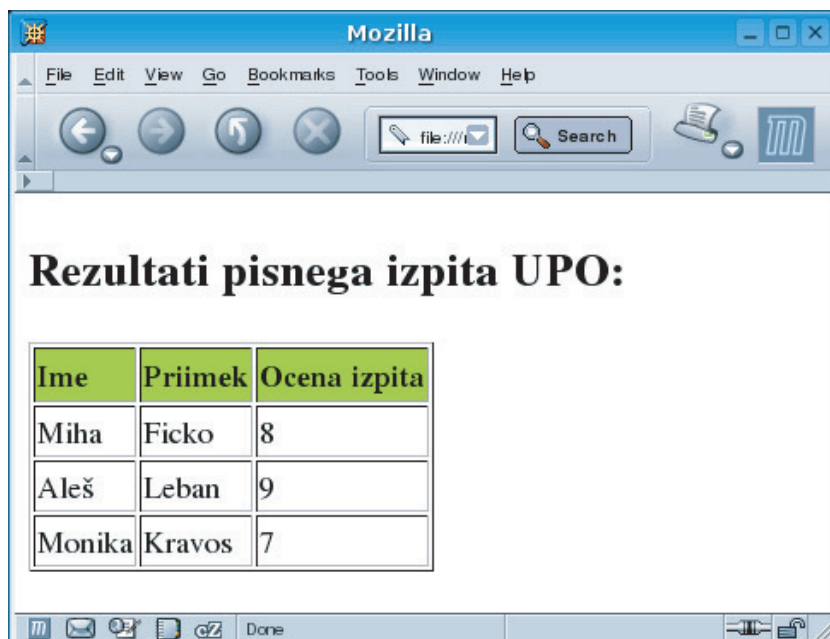 Mozilla
File Edit View Go Bookmarks Tools Window Help
file:/// Search
Rezultati pisnega izpita UPO:
Ime Priimek Ocena izpita
Miha Ficko 8
Aleš Leban 9
Monika Kravos 7
Done